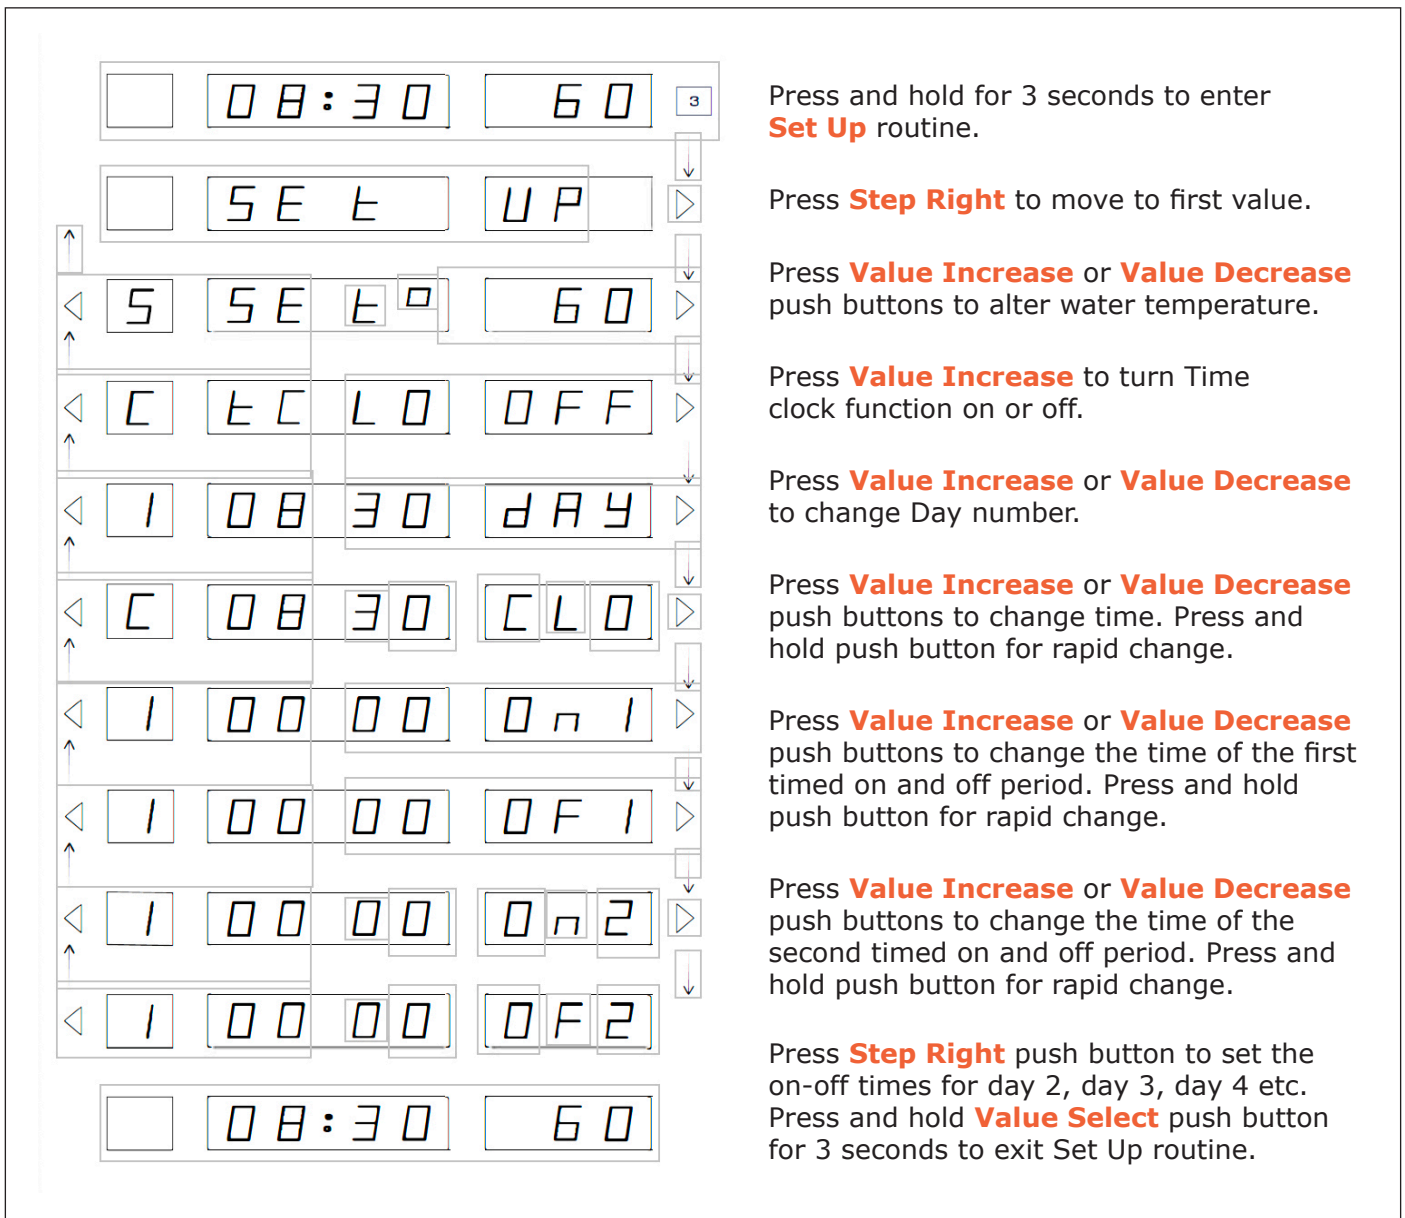 08:30 60 3
Press and hold for 3 seconds to enter
Set Up routine.
SEt UP
Press Step Right to move to first value.
S SEt° 60
Press Value Increase or Value Decrease
push buttons to alter water temperature.
C tCLO OFF
Press Value Increase to turn Time
clock function on or off.
1 08 30 dAY
Press Value Increase or Value Decrease
to change Day number.
C 08 30 CLO
Press Value Increase or Value Decrease
push buttons to change time. Press and
hold push button for rapid change.
1 00 00 On1
1 00 00 OF1
Press Value Increase or Value Decrease
push buttons to change the time of the first
timed on and off period. Press and hold
push button for rapid change.
1 00 00 On2
1 00 00 OF2
Press Value Increase or Value Decrease
push buttons to change the time of the
second timed on and off period. Press and
hold push button for rapid change.
08:30 60
Press Step Right push button to set the
on-off times for day 2, day 3, day 4 etc.
Press and hold Value Select push button
for 3 seconds to exit Set Up routine.